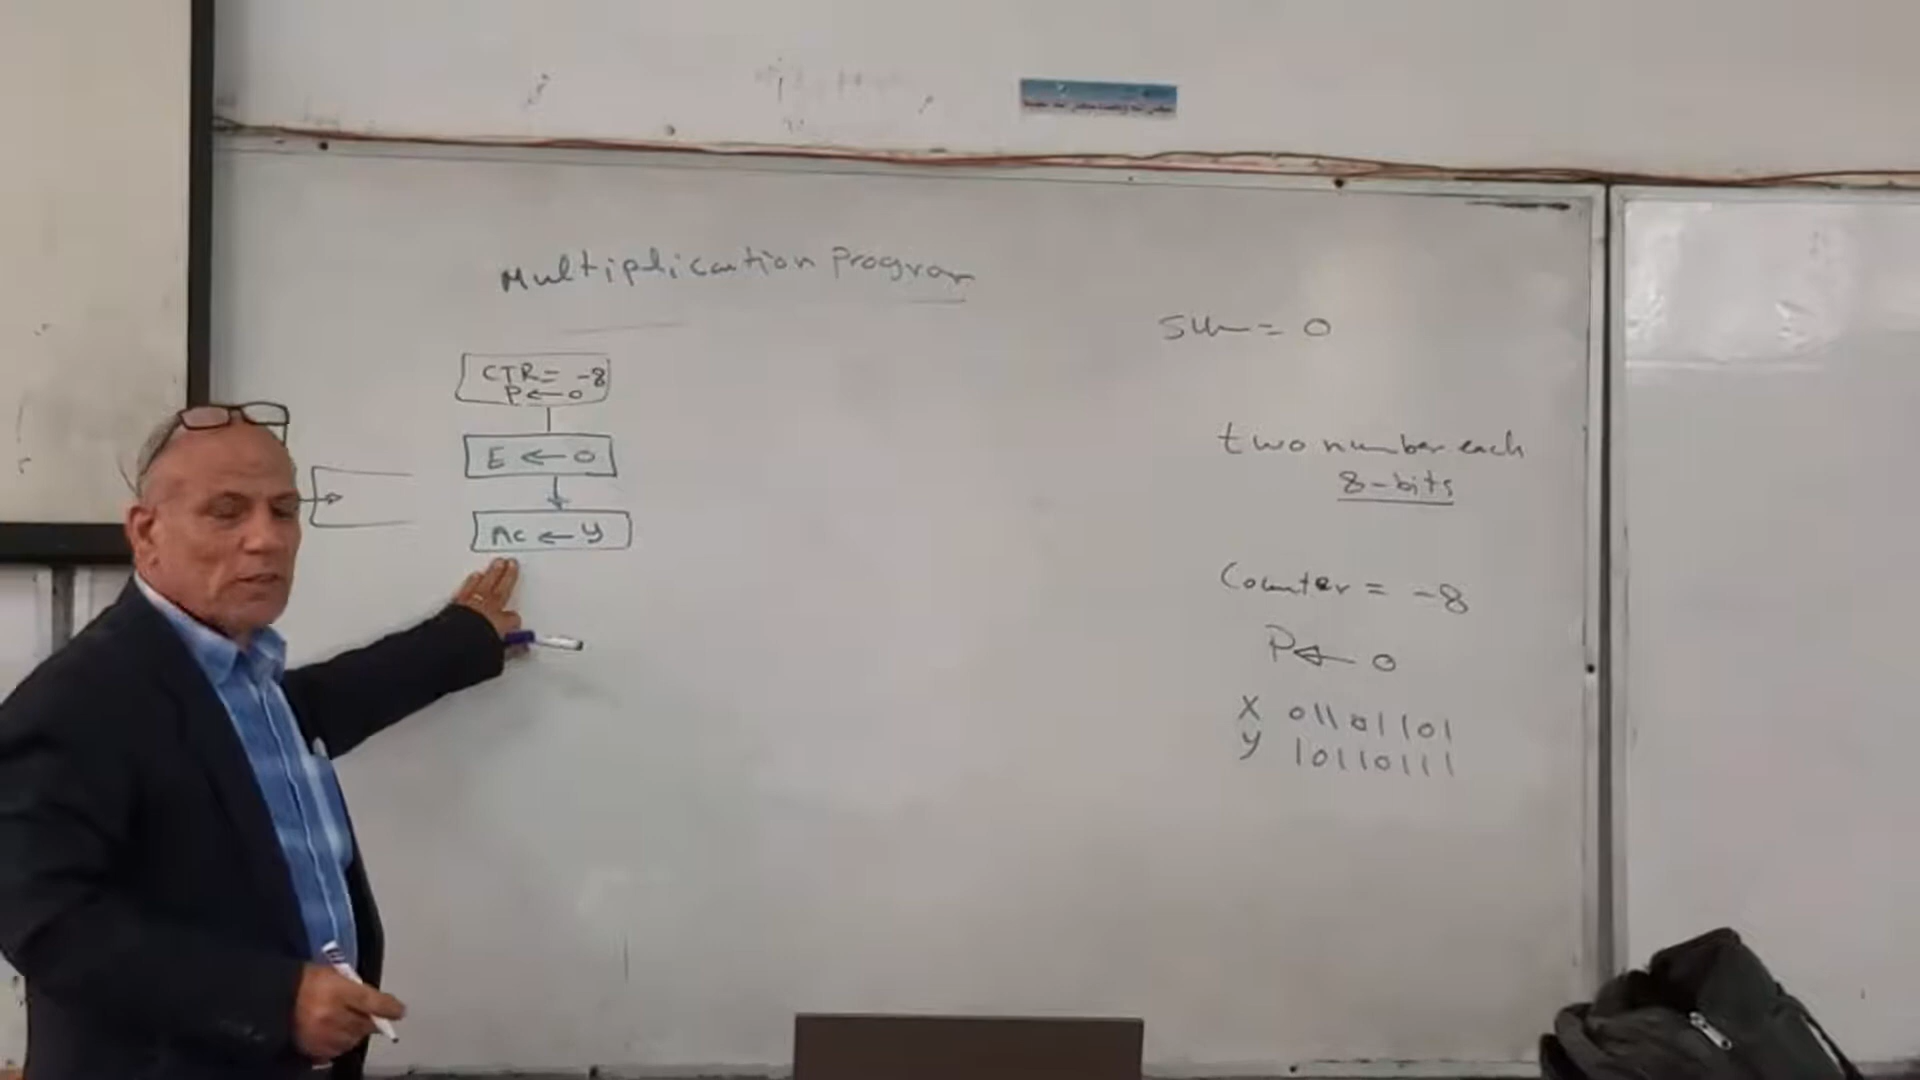 Multiplication Program
CTR = -8
P ← 0
E ← 0
AC ← y
sum = 0
two number each
8-bits
Counter = -8
P ← 0
X 01101101
y 10110111